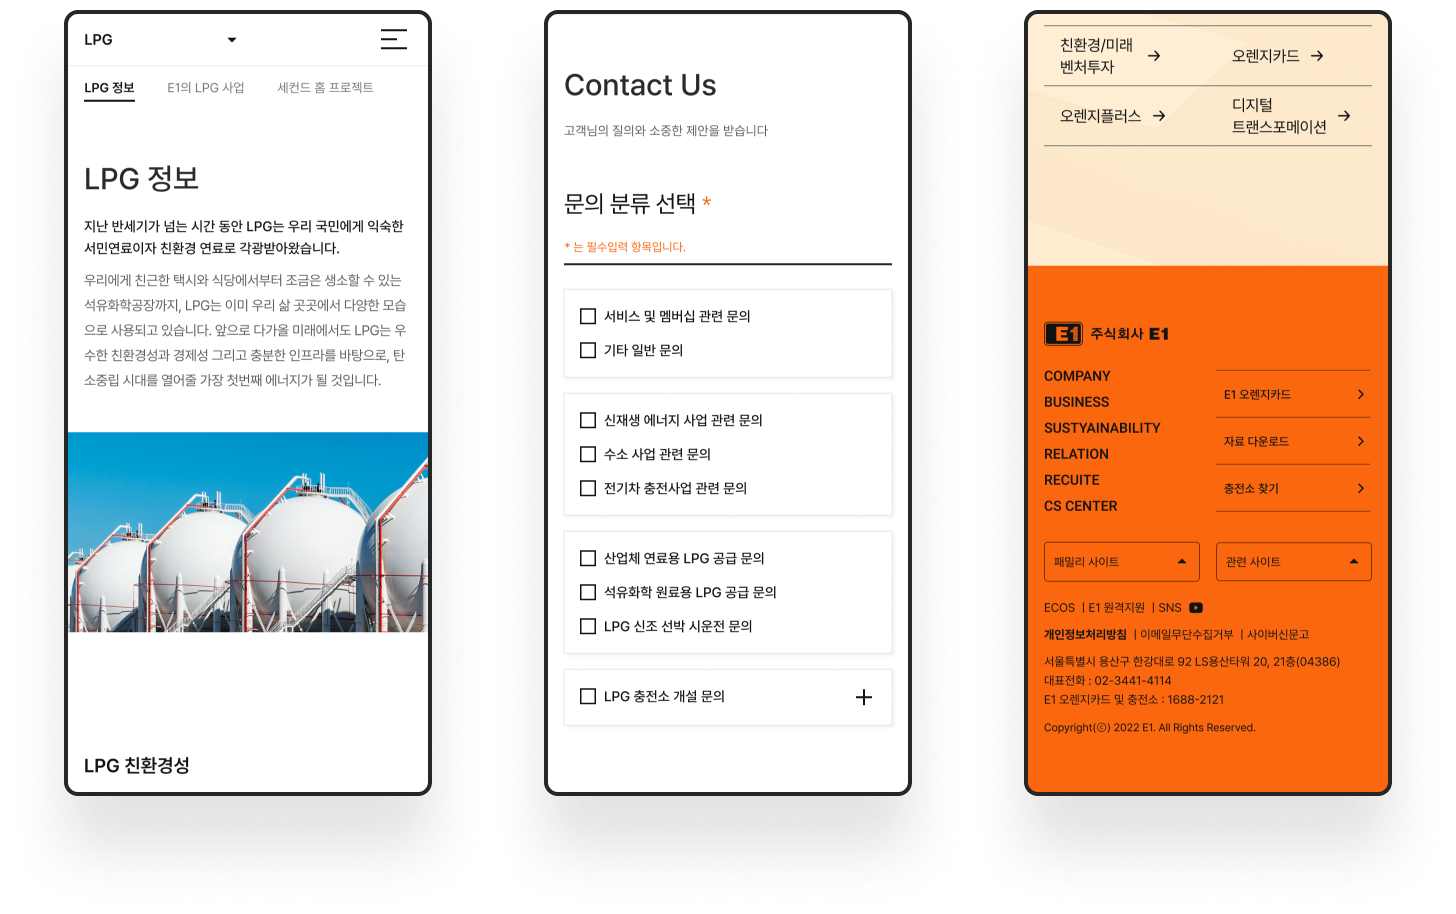 LPG
LPG 정보
E1의 LPG 사업
세컨드 홈 프로젝트
LPG 정보
지난 반세기가 넘는 시간 동안 LPG는 우리 국민에게 익숙한
서민연료이자 친환경 연료로 각광받아왔습니다.
우리에게 친근한 택시와 식당에서부터 조금은 생소할 수 있는
석유화학공장까지, LPG는 이미 우리 삶 곳곳에서 다양한 모습
으로 사용되고 있습니다. 앞으로 다가올 미래에서도 LPG는 우
수한 친환경성과 경제성 그리고 충분한 인프라를 바탕으로, 탄
소중립 시대를 열어줄 가장 첫번째 에너지가 될 것입니다.
LPG 친환경성
Contact Us
고객님의 질의와 소중한 제안을 받습니다
문의 분류 선택 *
* 는 필수입력 항목입니다.
서비스 및 멤버십 관련 문의
기타 일반 문의
신재생 에너지 사업 관련 문의
수소 사업 관련 문의
전기차 충전사업 관련 문의
산업체 연료용 LPG 공급 문의
석유화학 원료용 LPG 공급 문의
LPG 신조 선박 시운전 문의
LPG 충전소 개설 문의
친환경/미래
벤처투자
오렌지카드
오렌지플러스
디지털
트랜스포메이션
E1 주식회사 E1
COMPANY
BUSINESS
SUSTYAINABILITY
RELATION
RECUITE
CS CENTER
E1 오렌지카드
자료 다운로드
충전소 찾기
패밀리 사이트
관련 사이트
ECOS | E1 원격지원 | SNS
개인정보처리방침 | 이메일무단수집거부 | 사이버신문고
서울특별시 용산구 한강대로 92 LS용산타워 20, 21층(04386)
대표전화 : 02-3441-4114
E1 오렌지카드 및 충전소 : 1688-2121
Copyright(ⓒ) 2022 E1. All Rights Reserved.